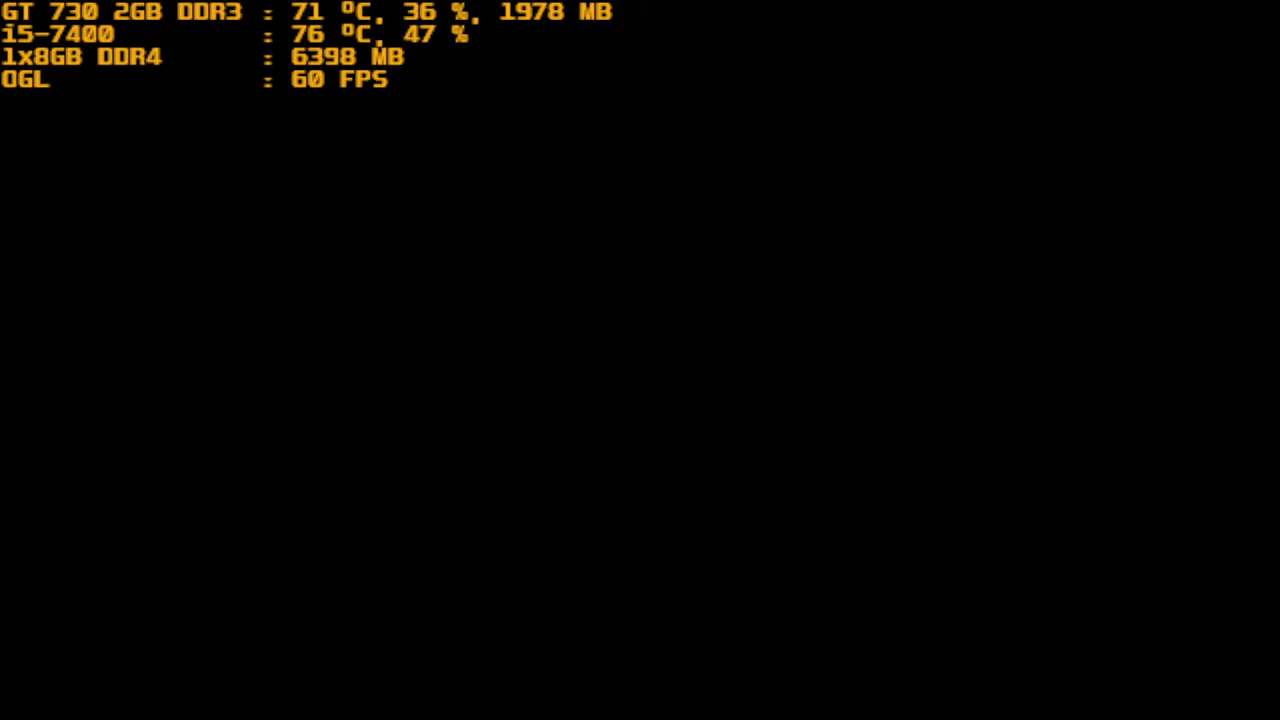 GT 730 2GB DDR3 : 71 ºC, 36 %, 1978 MB
i5-7400 : 76 ºC, 47 %
1x8GB DDR4 : 6398 MB
OGL : 60 FPS